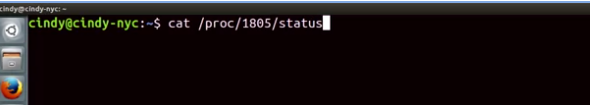 cindy@cindy-nyc: ~
cindy@cindy-nyc:~$ cat /proc/1805/status